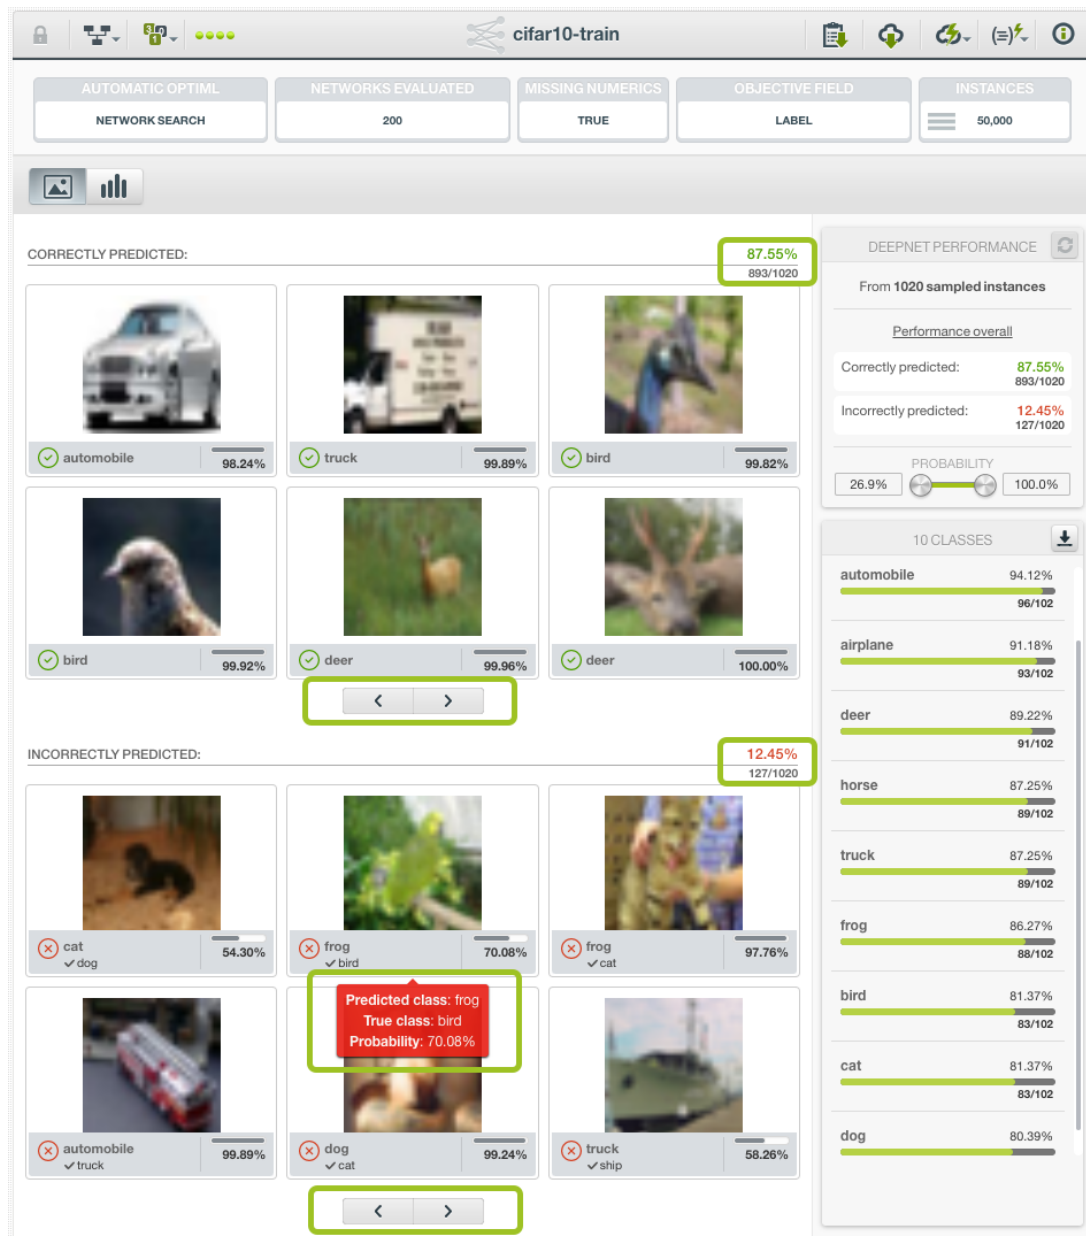 cifar10-train
AUTOMATIC OPTIML
NETWORK SEARCH
NETWORKS EVALUATED
200
MISSING NUMERICS
TRUE
OBJECTIVE FIELD
LABEL
INSTANCES
50,000
CORRECTLY PREDICTED:
87.55%
893/1020
automobile
98.24%
truck
99.89%
bird
99.82%
bird
99.92%
deer
99.96%
deer
100.00%
INCORRECTLY PREDICTED:
12.45%
127/1020
cat
dog
54.30%
frog
bird
70.08%
frog
cat
97.76%
Predicted class: frog
True class: bird
Probability: 70.08%
automobile
truck
99.89%
dog
cat
99.24%
truck
ship
58.26%
DEEPNET PERFORMANCE
From 1020 sampled instances
Performance overall
Correctly predicted: 87.55%
893/1020
Incorrectly predicted: 12.45%
127/1020
PROBABILITY
26.9%
100.0%
10 CLASSES
automobile 94.12%
96/102
airplane 91.18%
93/102
deer 89.22%
91/102
horse 87.25%
89/102
truck 87.25%
89/102
frog 86.27%
88/102
bird 81.37%
83/102
cat 81.37%
83/102
dog 80.39%